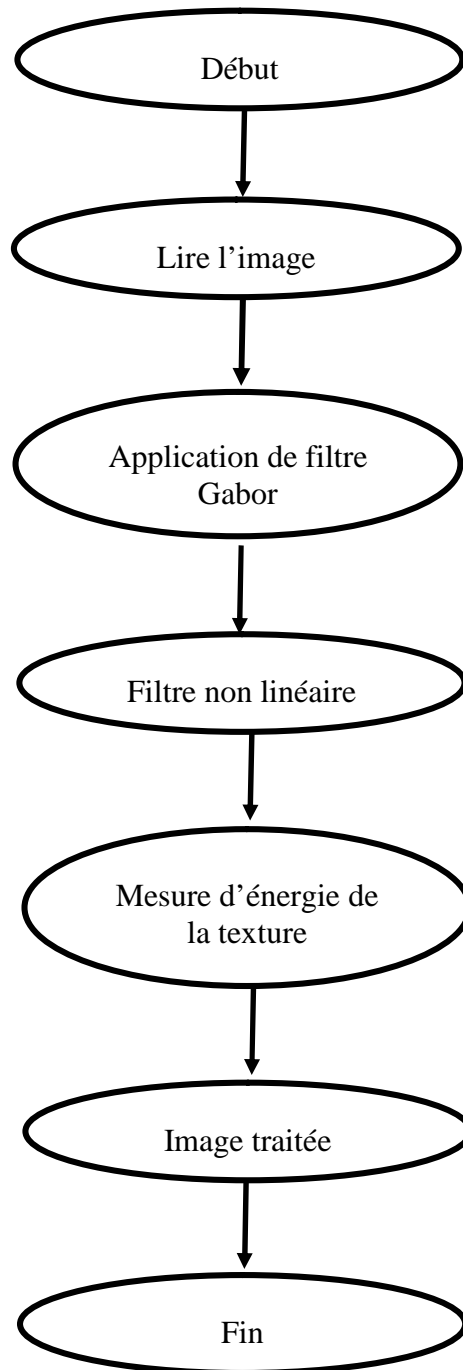 Début
Lire l’image
Application de filtre
Gabor
Filtre non linéaire
Mesure d’énergie de
la texture
Image traitée
Fin